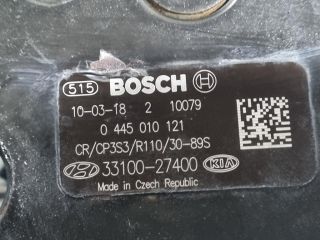 515 BOSCH
10-03-18 2 10079
0 445 010 121
CR/CP3S3/R110/30-89S
33100-27400 KIA
Made in Czech Republic